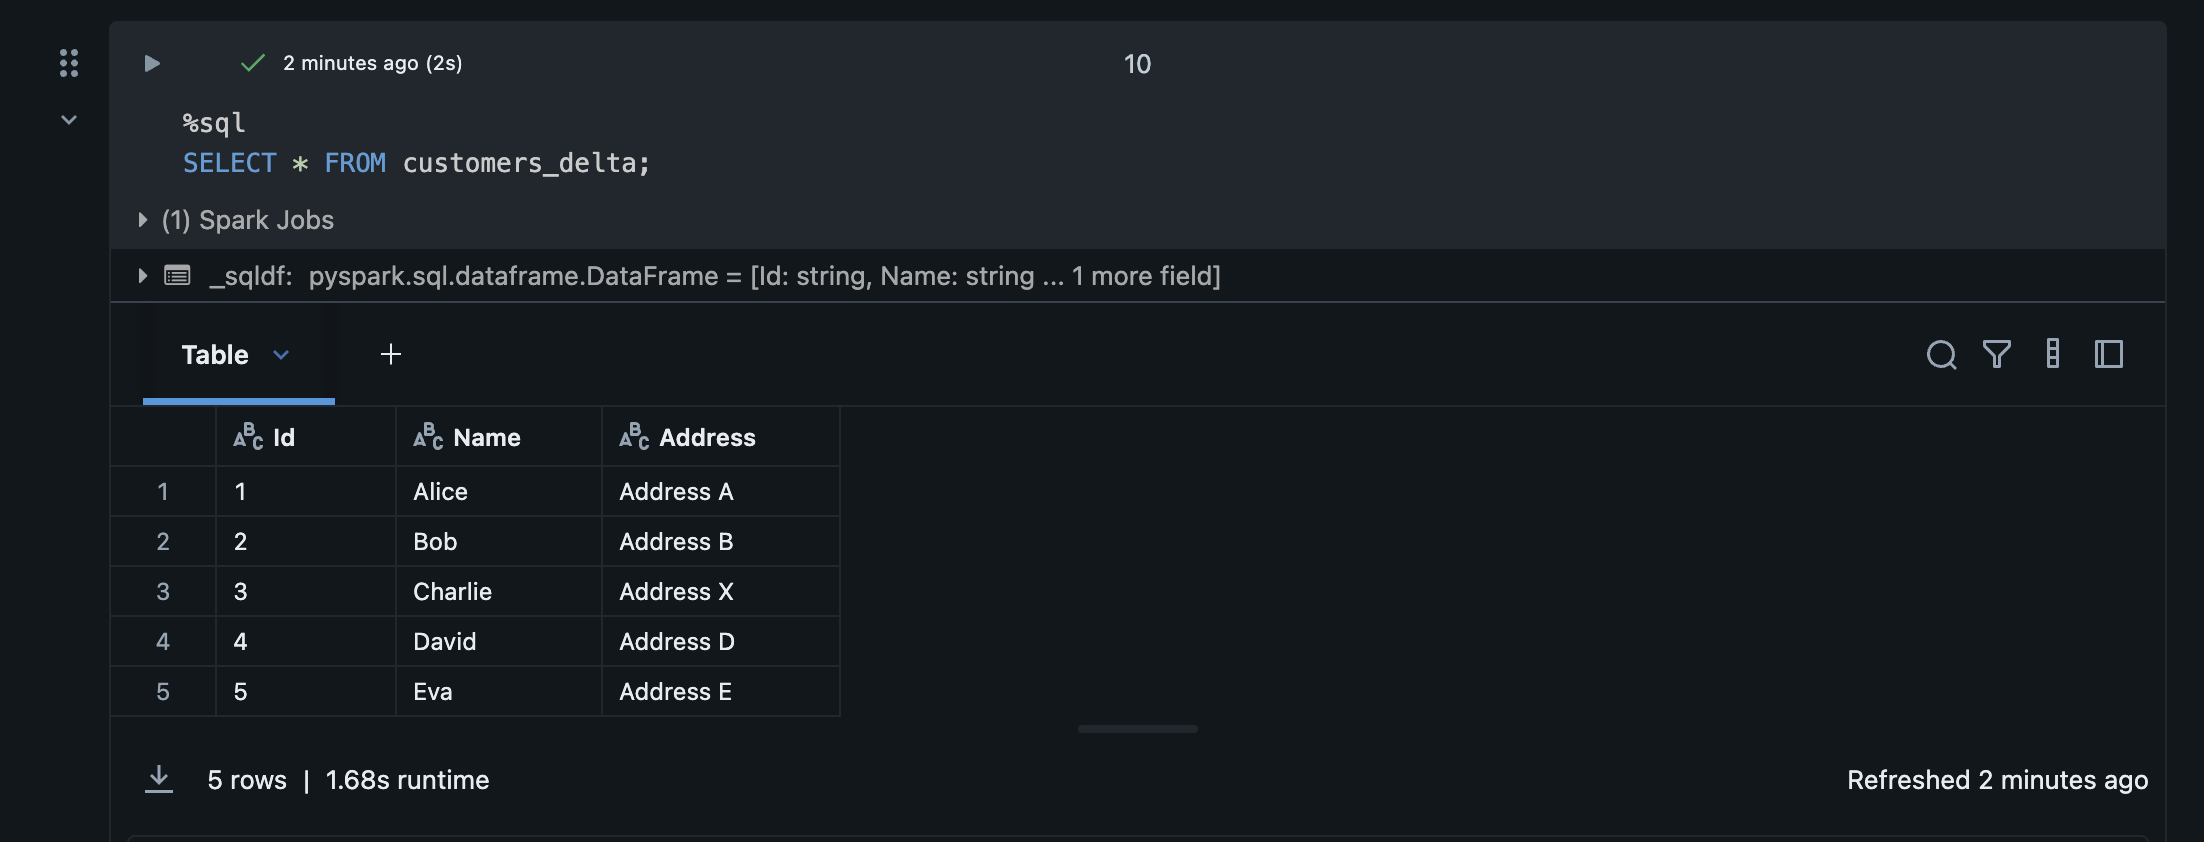 2 minutes ago (2s)
10
%sql
SELECT * FROM customers_delta;
(1) Spark Jobs
_sqldf: pyspark.sql.dataframe.DataFrame = [Id: string, Name: string ... 1 more field]
Table
+
ABC Id ABC Name ABC Address
1 1 Alice Address A
2 2 Bob Address B
3 3 Charlie Address X
4 4 David Address D
5 5 Eva Address E
5 rows | 1.68s runtime
Refreshed 2 minutes ago